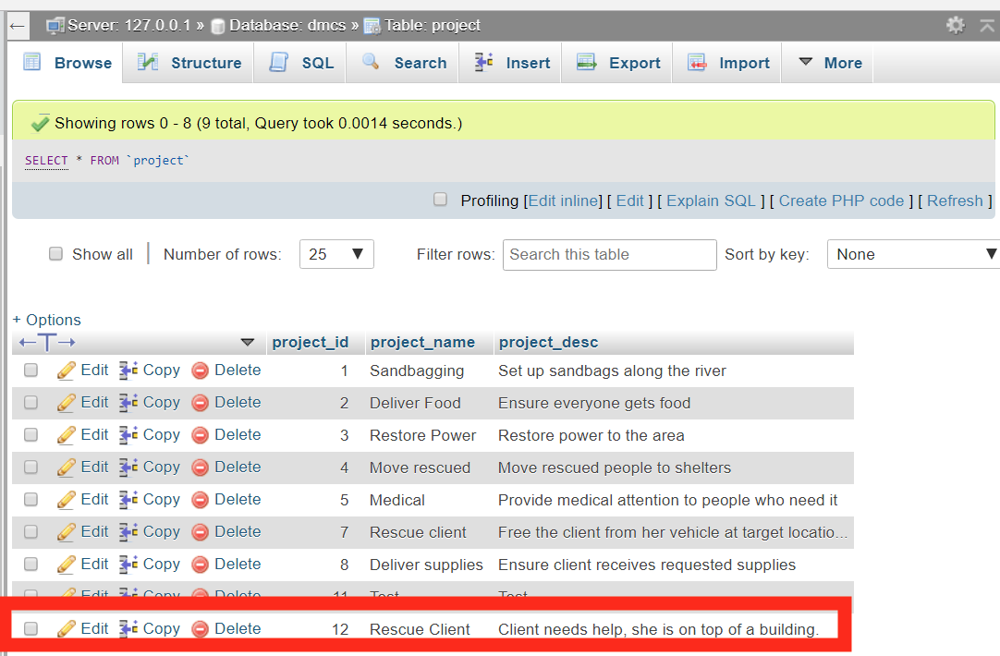 Server: 127.0.0.1 » Database: dmcs » Table: project
Browse Structure SQL Search Insert Export Import More
Showing rows 0 - 8 (9 total, Query took 0.0014 seconds.)
SELECT * FROM `project`
Profiling [Edit inline] [ Edit ] [ Explain SQL ] [ Create PHP code ] [ Refresh ]
Show all Number of rows: 25 Filter rows: Search this table Sort by key: None
+ Options
project_id project_name project_desc
Edit Copy Delete 1 Sandbagging Set up sandbags along the river
Edit Copy Delete 2 Deliver Food Ensure everyone gets food
Edit Copy Delete 3 Restore Power Restore power to the area
Edit Copy Delete 4 Move rescued Move rescued people to shelters
Edit Copy Delete 5 Medical Provide medical attention to people who need it
Edit Copy Delete 7 Rescue client Free the client from her vehicle at target locatio...
Edit Copy Delete 8 Deliver supplies Ensure client receives requested supplies
Edit Copy Delete 11 Test Test
Edit Copy Delete 12 Rescue Client Client needs help, she is on top of a building.